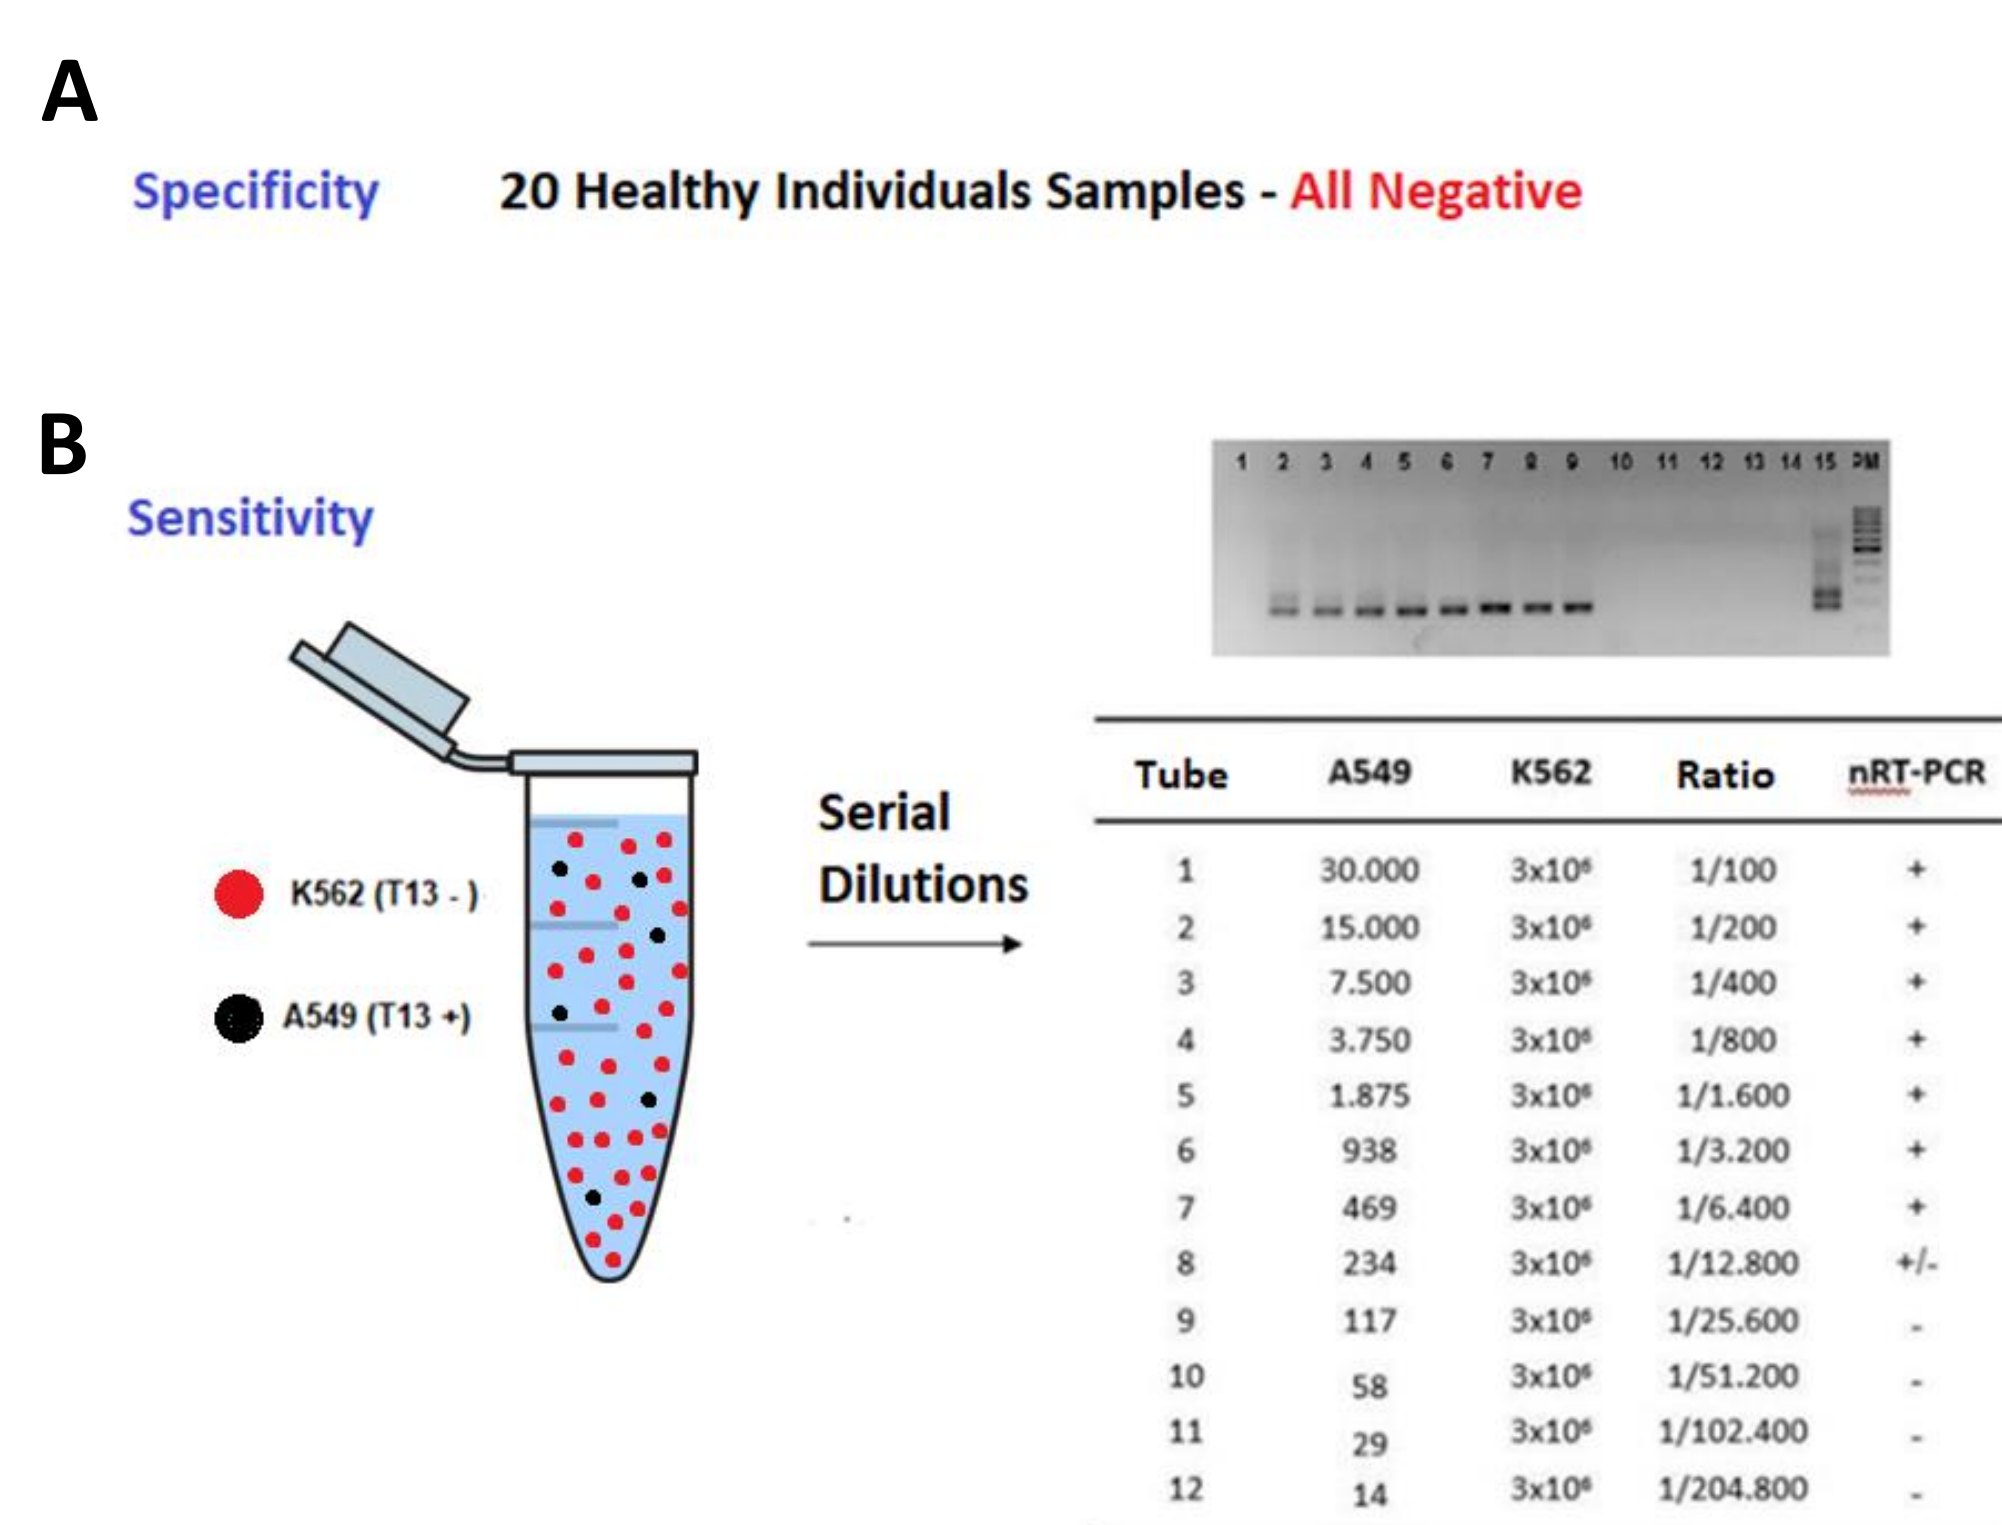 A
Specificity 20 Healthy Individuals Samples - All Negative
B
Sensitivity
1 2 3 4 5 6 7 8 9 10 11 12 13 14 15 PM
K562 (T13 - )
A549 (T13 +)
Serial
Dilutions
Tube A549 K562 Ratio nRT-PCR
1 30.000 3x10⁶ 1/100 +
2 15.000 3x10⁶ 1/200 +
3 7.500 3x10⁶ 1/400 +
4 3.750 3x10⁶ 1/800 +
5 1.875 3x10⁶ 1/1.600 +
6 938 3x10⁶ 1/3.200 +
7 469 3x10⁶ 1/6.400 +
8 234 3x10⁶ 1/12.800 +/-
9 117 3x10⁶ 1/25.600 -
10 58 3x10⁶ 1/51.200 -
11 29 3x10⁶ 1/102.400 -
12 14 3x10⁶ 1/204.800 -